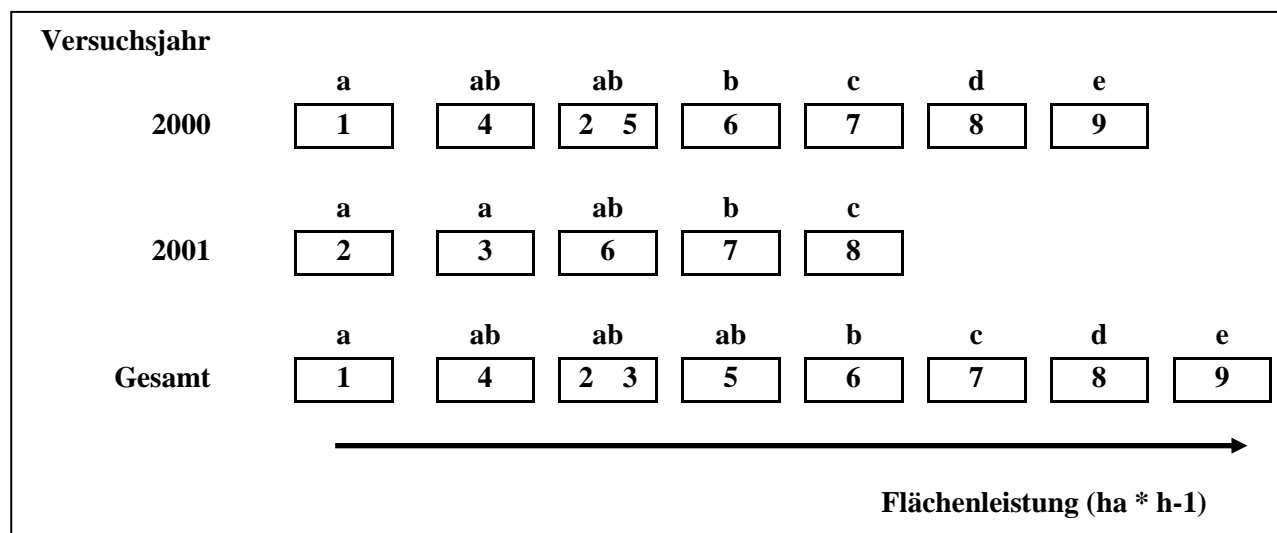 Versuchsjahr
a ab ab b c d e
2000 1 4 2 5 6 7 8 9
a a ab b c
2001 2 3 6 7 8
a ab ab ab b c d e
Gesamt 1 4 2 3 5 6 7 8 9
Flächenleistung (ha * h-1)